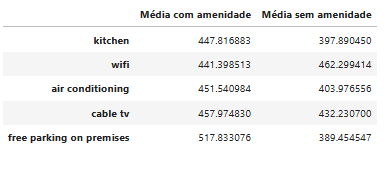 Média com amenidade Média sem amenidade
kitchen 447.816883 397.890450
wifi 441.398513 462.299414
air conditioning 451.540984 403.976556
cable tv 457.974830 432.230700
free parking on premises 517.833076 389.454547